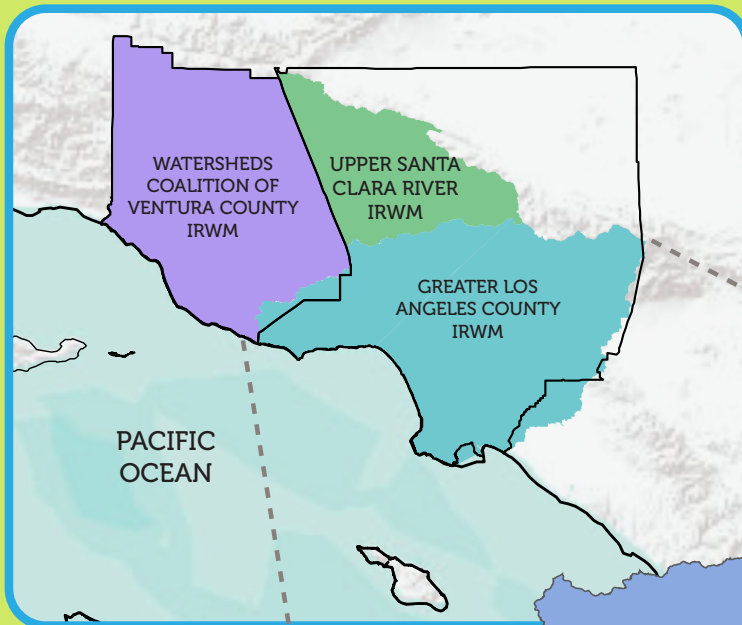 WATERSHEDS
COALITION OF
VENTURA COUNTY
IRWM
UPPER SANTA
CLARA RIVER
IRWM
GREATER LOS
ANGELES COUNTY
IRWM
PACIFIC
OCEAN